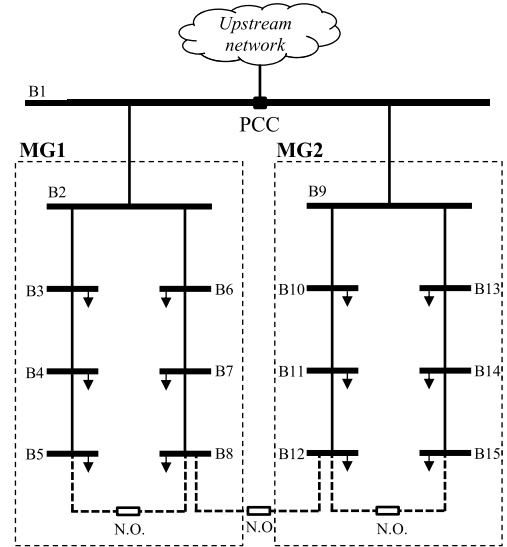 Upstream
network
B1
PCC
MG1
MG2
B2
B9
B3
B6
B10
B13
B4
B7
B11
B14
B5
B8
B12
B15
N.O.
N.O
N.O.